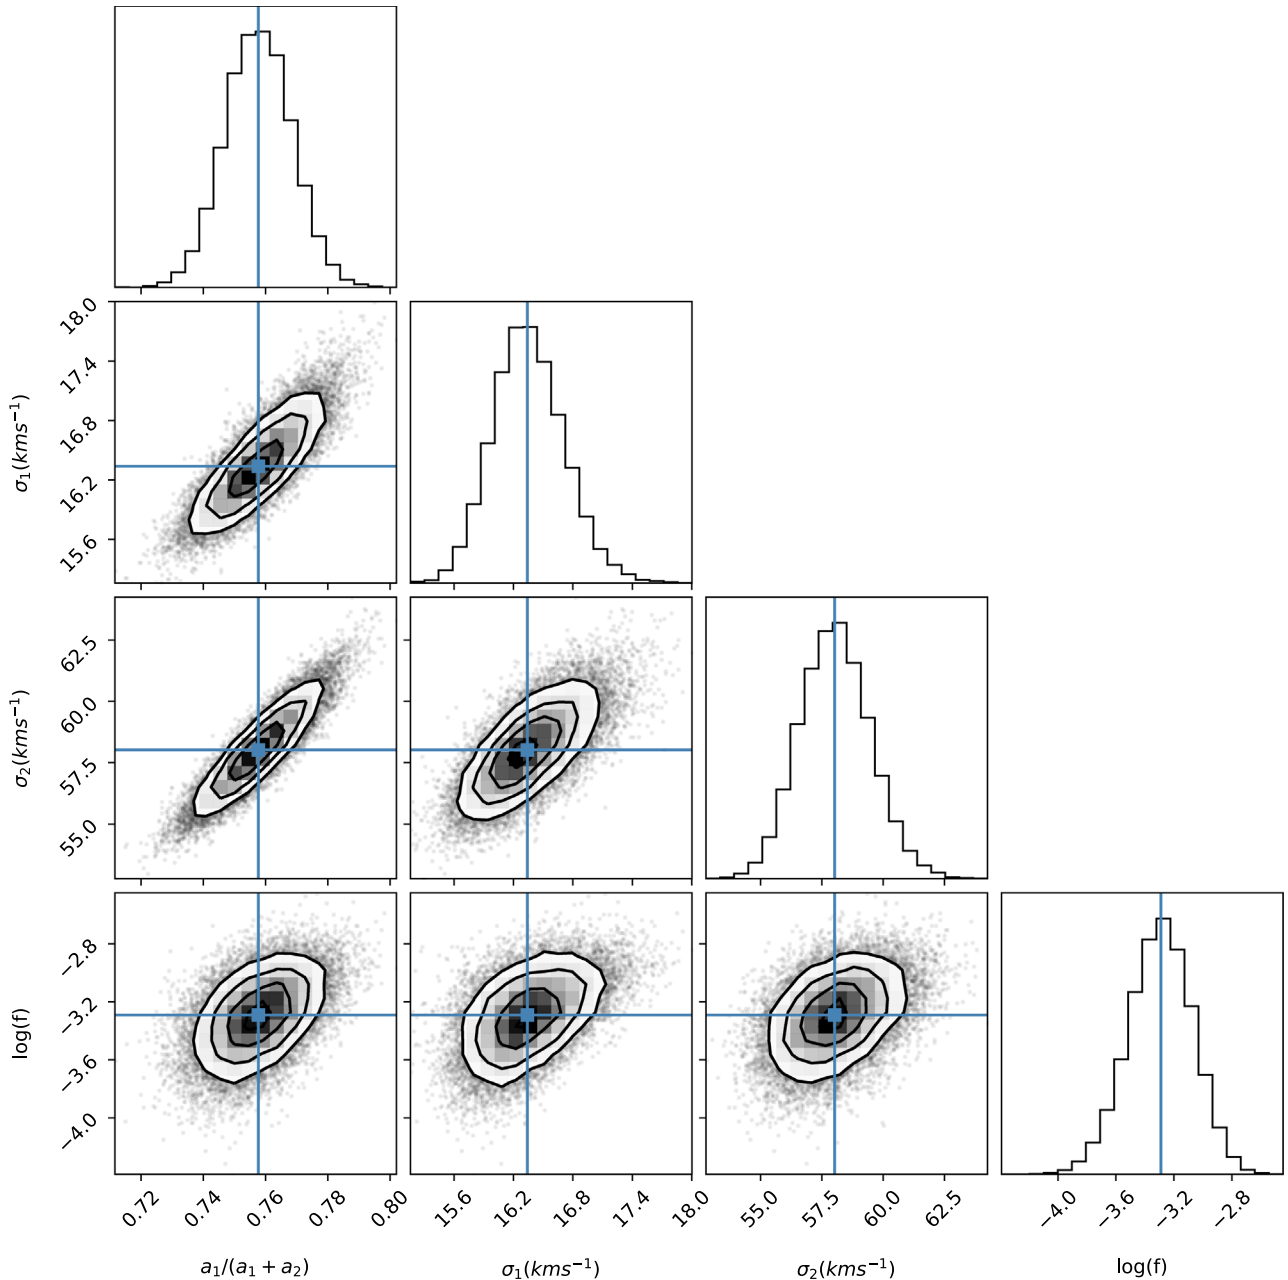 18.0
17.4
16.8
16.2
15.6
σ₁(kms⁻¹)
62.5
60.0
57.5
55.0
σ₂(kms⁻¹)
−2.8
−3.2
−3.6
−4.0
log(f)
0.72 0.74 0.76 0.78 0.80 15.6 16.2 16.8 17.4 18.0 55.0 57.5 60.0 62.5 −4.0 −3.6 −3.2 −2.8
a₁/(a₁ + a₂) σ₁(kms⁻¹) σ₂(kms⁻¹) log(f)